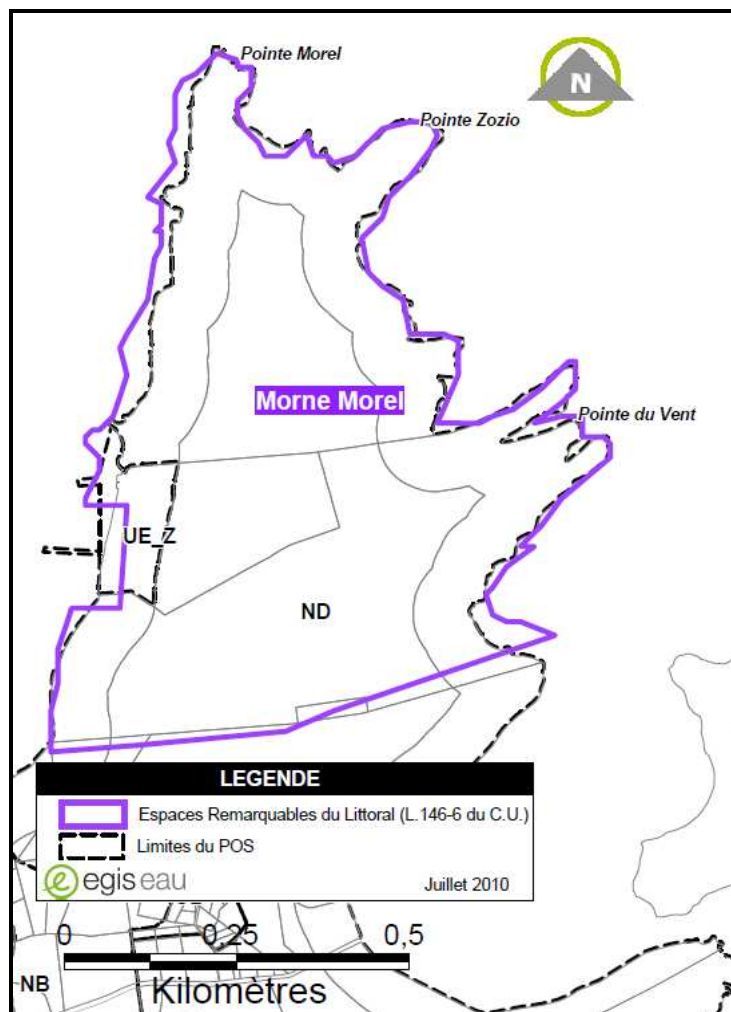 Pointe Morel
N
Pointe Zozio
Morne Morel
Pointe du Vent
UE_Z
ND
LEGENDE
Espaces Remarquables du Littoral (L.146-6 du C.U.)
Limites du POS
e egis eau
Juillet 2010
0 0,25 0,5
NB
Kilomètres